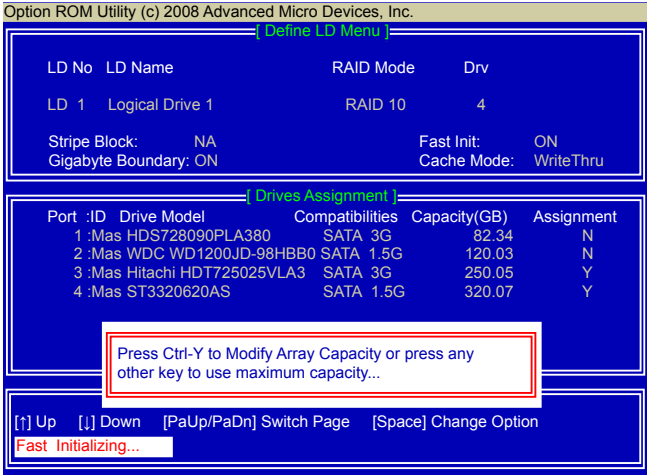 Option ROM Utility (c) 2008 Advanced Micro Devices, Inc.
[ Define LD Menu ]
LD No LD Name RAID Mode Drv
LD 1 Logical Drive 1 RAID 10 4
Stripe Block: NA Fast Init: ON
Gigabyte Boundary: ON Cache Mode: WriteThru
[ Drives Assignment ]
Port :ID Drive Model Compatibilities Capacity(GB) Assignment
1 :Mas HDS728090PLA380 SATA 3G 82.34 N
2 :Mas WDC WD1200JD-98HBB0 SATA 1.5G 120.03 N
3 :Mas Hitachi HDT725025VLA3 SATA 3G 250.05 Y
4 :Mas ST3320620AS SATA 1.5G 320.07 Y
Press Ctrl-Y to Modify Array Capacity or press any
other key to use maximum capacity...
[↑] Up [↓] Down [PaUp/PaDn] Switch Page [Space] Change Option
Fast Initializing...